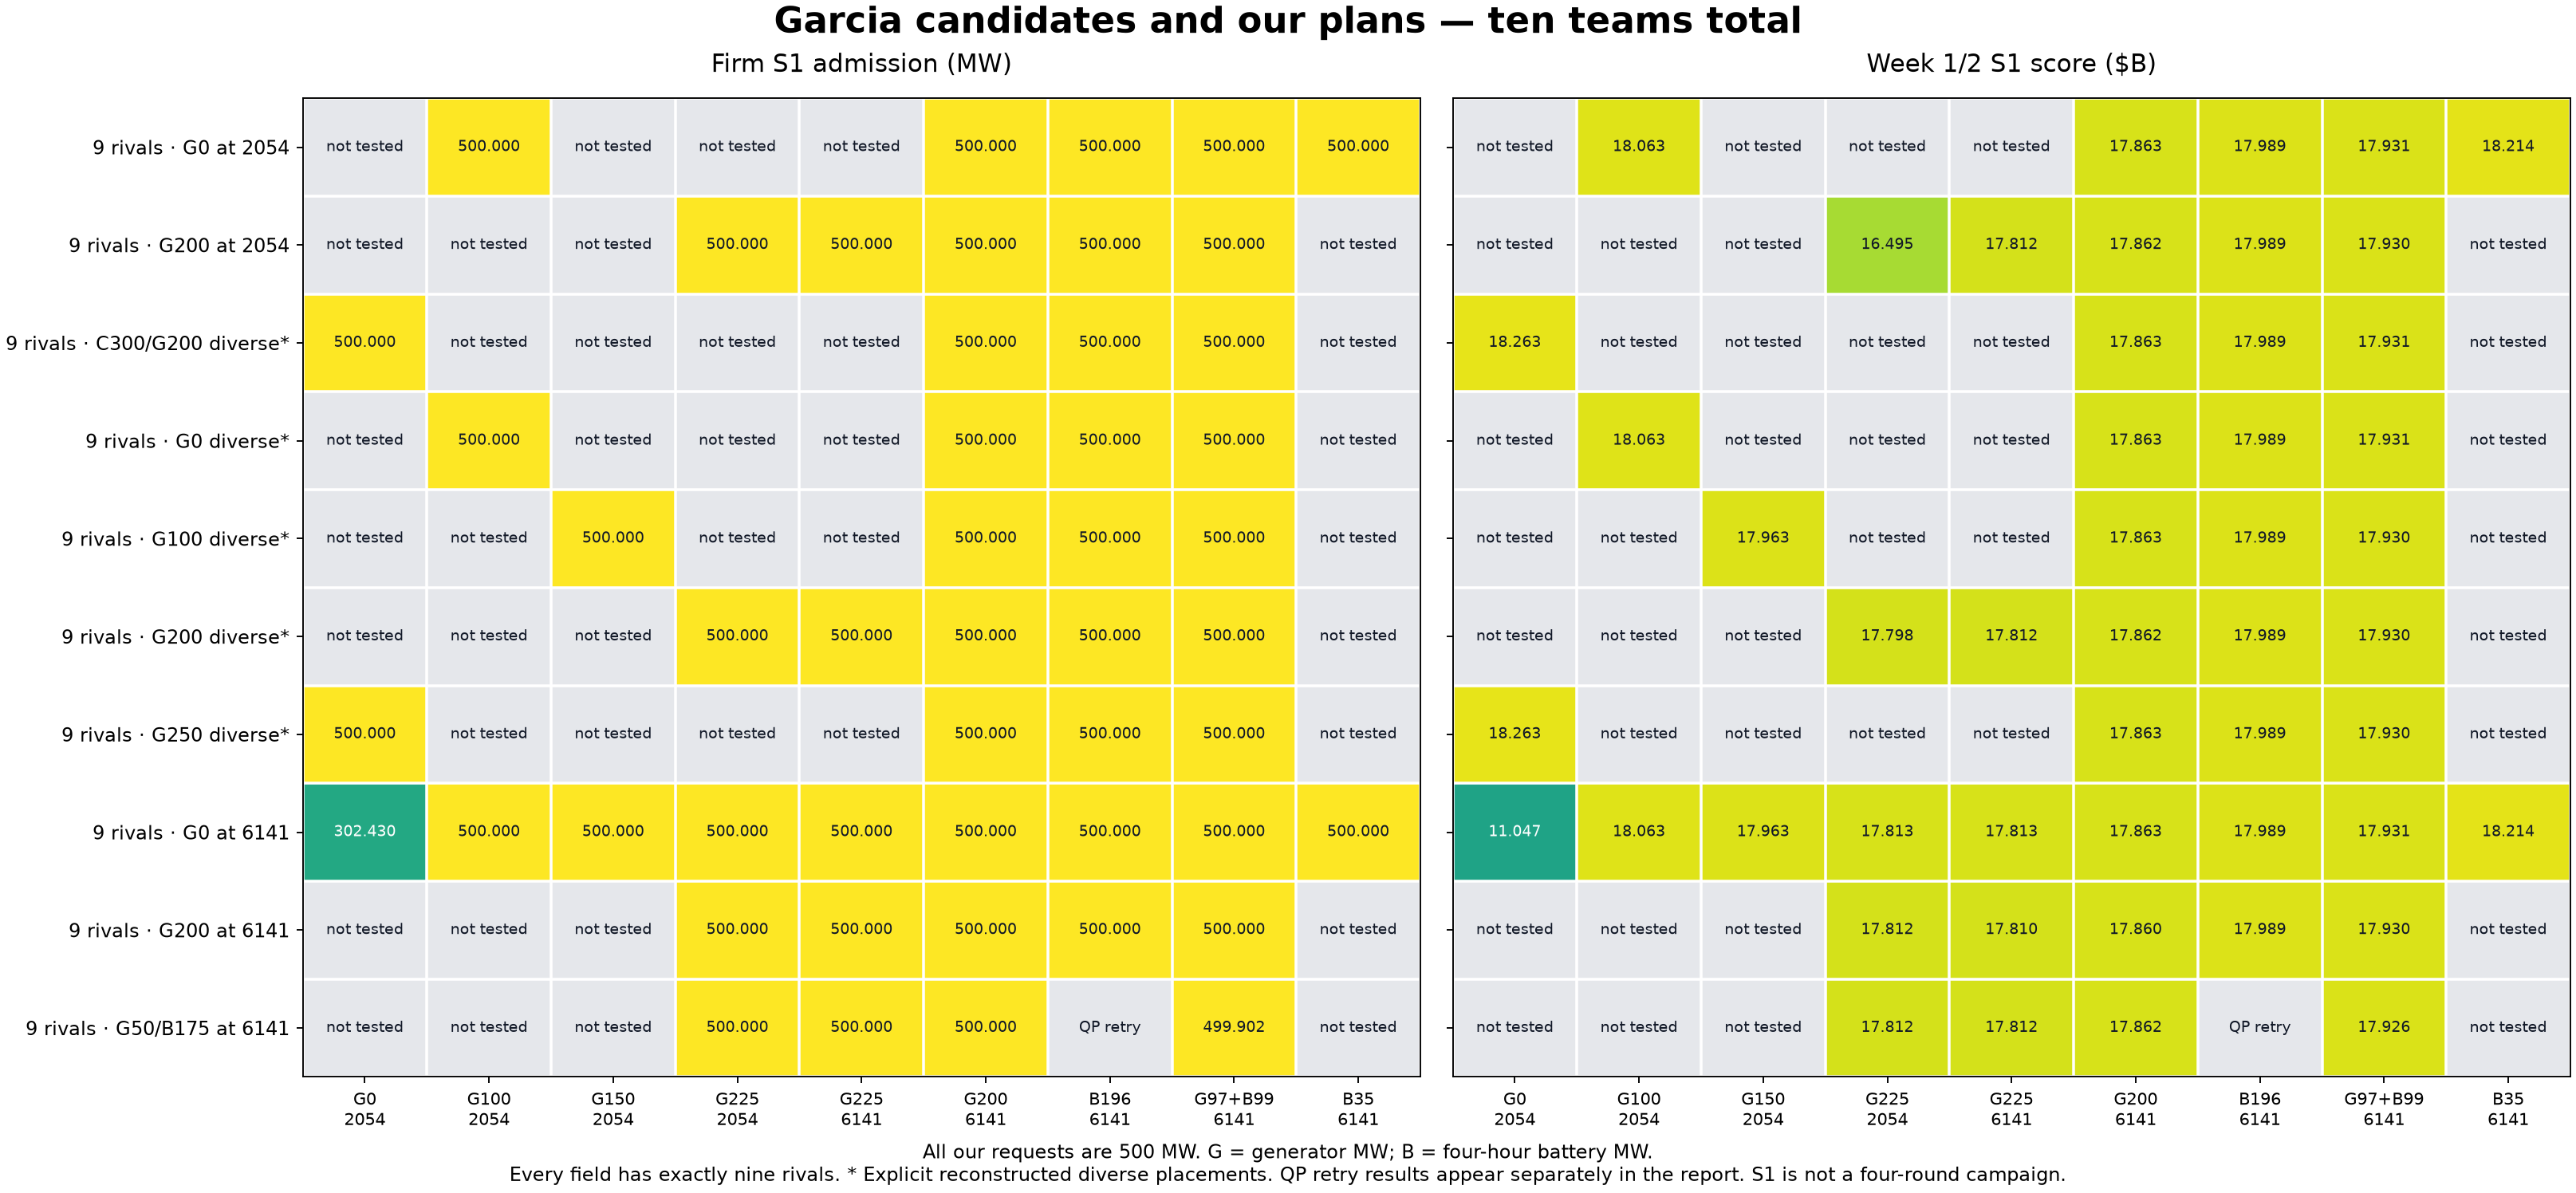 Garcia candidates and our plans — ten teams total
Firm S1 admission (MW)
Week 1/2 S1 score ($B)
9 rivals · G0 at 2054 not tested 500.000 not tested not tested not tested 500.000 500.000 500.000 500.000 not tested 18.063 not tested not tested not tested 17.863 17.989 17.931 18.214
9 rivals · G200 at 2054 not tested not tested not tested 500.000 500.000 500.000 500.000 500.000 not tested not tested not tested not tested 16.495 17.812 17.862 17.989 17.930 not tested
9 rivals · C300/G200 diverse* 500.000 not tested not tested not tested not tested 500.000 500.000 500.000 not tested 18.263 not tested not tested not tested not tested 17.863 17.989 17.931 not tested
9 rivals · G0 diverse* not tested 500.000 not tested not tested not tested 500.000 500.000 500.000 not tested not tested 18.063 not tested not tested not tested 17.863 17.989 17.931 not tested
9 rivals · G100 diverse* not tested not tested 500.000 not tested not tested 500.000 500.000 500.000 not tested not tested not tested 17.963 not tested not tested 17.863 17.989 17.930 not tested
9 rivals · G200 diverse* not tested not tested not tested 500.000 500.000 500.000 500.000 500.000 not tested not tested not tested not tested 17.798 17.812 17.862 17.989 17.930 not tested
9 rivals · G250 diverse* 500.000 not tested not tested not tested not tested 500.000 500.000 500.000 not tested 18.263 not tested not tested not tested not tested 17.863 17.989 17.930 not tested
9 rivals · G0 at 6141 302.430 500.000 500.000 500.000 500.000 500.000 500.000 500.000 500.000 11.047 18.063 17.963 17.813 17.813 17.863 17.989 17.931 18.214
9 rivals · G200 at 6141 not tested not tested not tested 500.000 500.000 500.000 500.000 500.000 not tested not tested not tested not tested 17.812 17.810 17.860 17.989 17.930 not tested
9 rivals · G50/B175 at 6141 not tested not tested not tested 500.000 500.000 500.000 QP retry 499.902 not tested not tested not tested not tested 17.812 17.812 17.862 QP retry 17.926 not tested
G0 G100 G150 G225 G225 G200 B196 G97+B99 B35 G0 G100 G150 G225 G225 G200 B196 G97+B99 B35
2054 2054 2054 2054 6141 6141 6141 6141 6141 2054 2054 2054 2054 6141 6141 6141 6141 6141
All our requests are 500 MW. G = generator MW; B = four-hour battery MW.
Every field has exactly nine rivals. * Explicit reconstructed diverse placements. QP retry results appear separately in the report. S1 is not a four-round campaign.